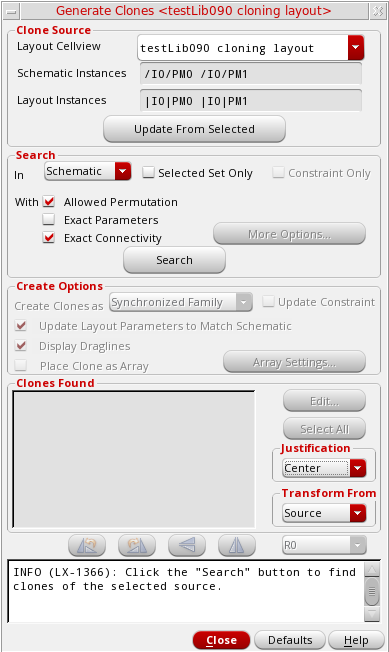 Generate Clones <testLib090 cloning layout>
Clone Source
Layout Cellview testLib090 cloning layout
Schematic Instances /IO/PM0 /IO/PM1
Layout Instances |IO|PM0 |IO|PM1
Update From Selected
Search
In Schematic Selected Set Only Constraint Only
With Allowed Permutation
Exact Parameters
Exact Connectivity More Options...
Search
Create Options
Create Clones as Synchronized Family Update Constraint
Update Layout Parameters to Match Schematic
Display Draglines
Place Clone as Array Array Settings...
Clones Found
Edit...
Select All
Justification
Center
Transform From
Source
R0
INFO (LX-1366): Click the "Search" button to find
clones of the selected source.
Close Defaults Help